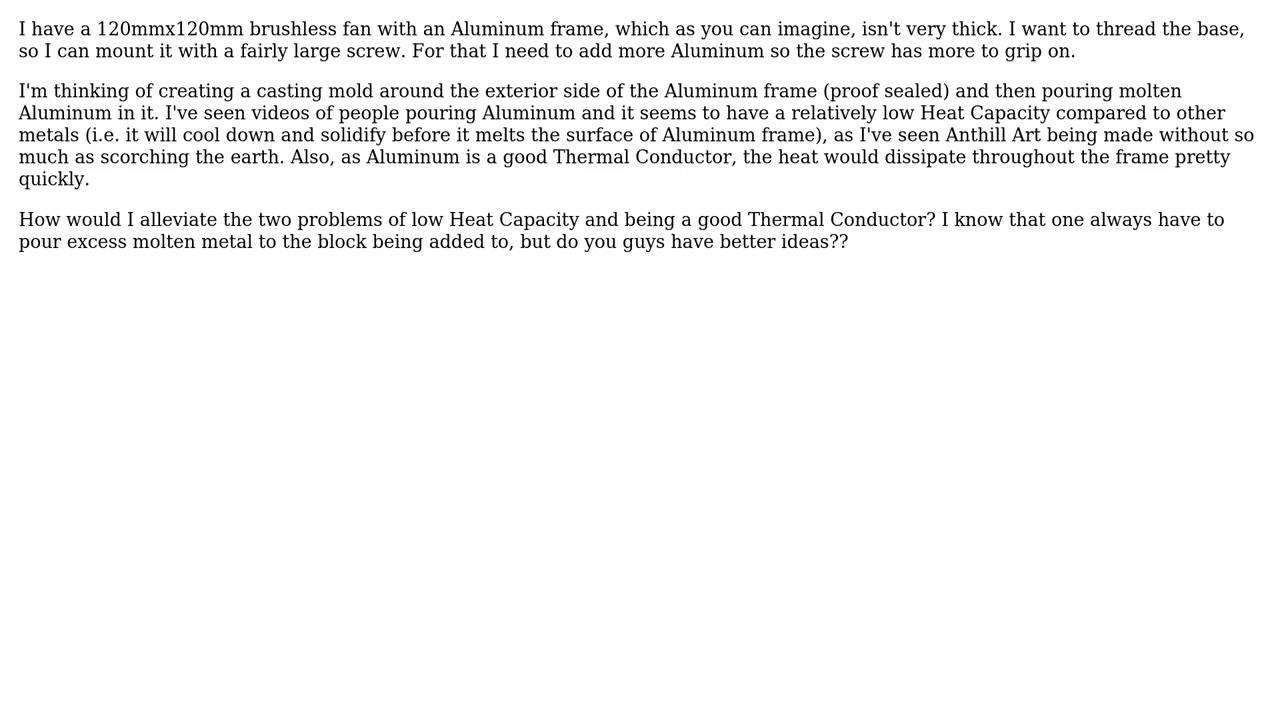 I have a 120mmx120mm brushless fan with an Aluminum frame, which as you can imagine, isn't very thick. I want to thread the base,
so I can mount it with a fairly large screw. For that I need to add more Aluminum so the screw has more to grip on.
I'm thinking of creating a casting mold around the exterior side of the Aluminum frame (proof sealed) and then pouring molten
Aluminum in it. I've seen videos of people pouring Aluminum and it seems to have a relatively low Heat Capacity compared to other
metals (i.e. it will cool down and solidify before it melts the surface of Aluminum frame), as I've seen Anthill Art being made without so
much as scorching the earth. Also, as Aluminum is a good Thermal Conductor, the heat would dissipate throughout the frame pretty
quickly.
How would I alleviate the two problems of low Heat Capacity and being a good Thermal Conductor? I know that one always have to
pour excess molten metal to the block being added to, but do you guys have better ideas??